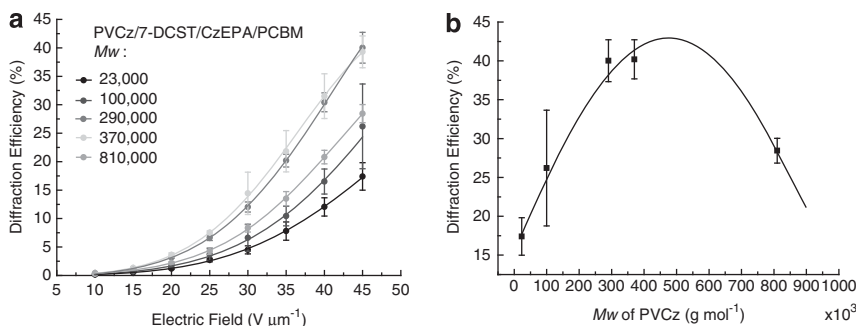 a
PVCz/7-DCST/CzEPA/PCBM
Mw :
23,000
100,000
290,000
370,000
810,000
Diffraction Efficiency (%)
45
40
35
30
25
20
15
10
5
0
5 10 15 20 25 30 35 40 45 50
Electric Field (V μm⁻¹)
b
Diffraction Efficiency (%)
45
40
35
30
25
20
15
0 100 200 300 400 500 600 700 800 900 1000
Mw of PVCz (g mol⁻¹)
x10³